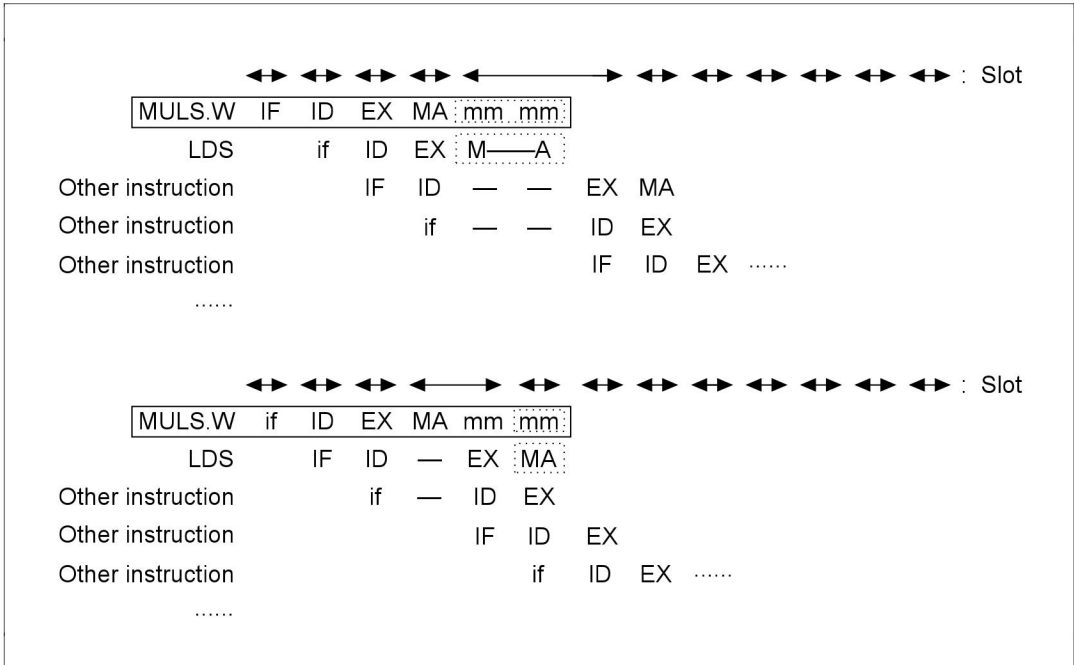 : Slot
MULS.W IF ID EX MA mm mm
LDS if ID EX M——A
Other instruction IF ID — — EX MA
Other instruction if — — ID EX
Other instruction IF ID EX ······
······
: Slot
MULS.W if ID EX MA mm mm
LDS IF ID — EX MA
Other instruction if — ID EX
Other instruction IF ID EX
Other instruction if ID EX ······
······